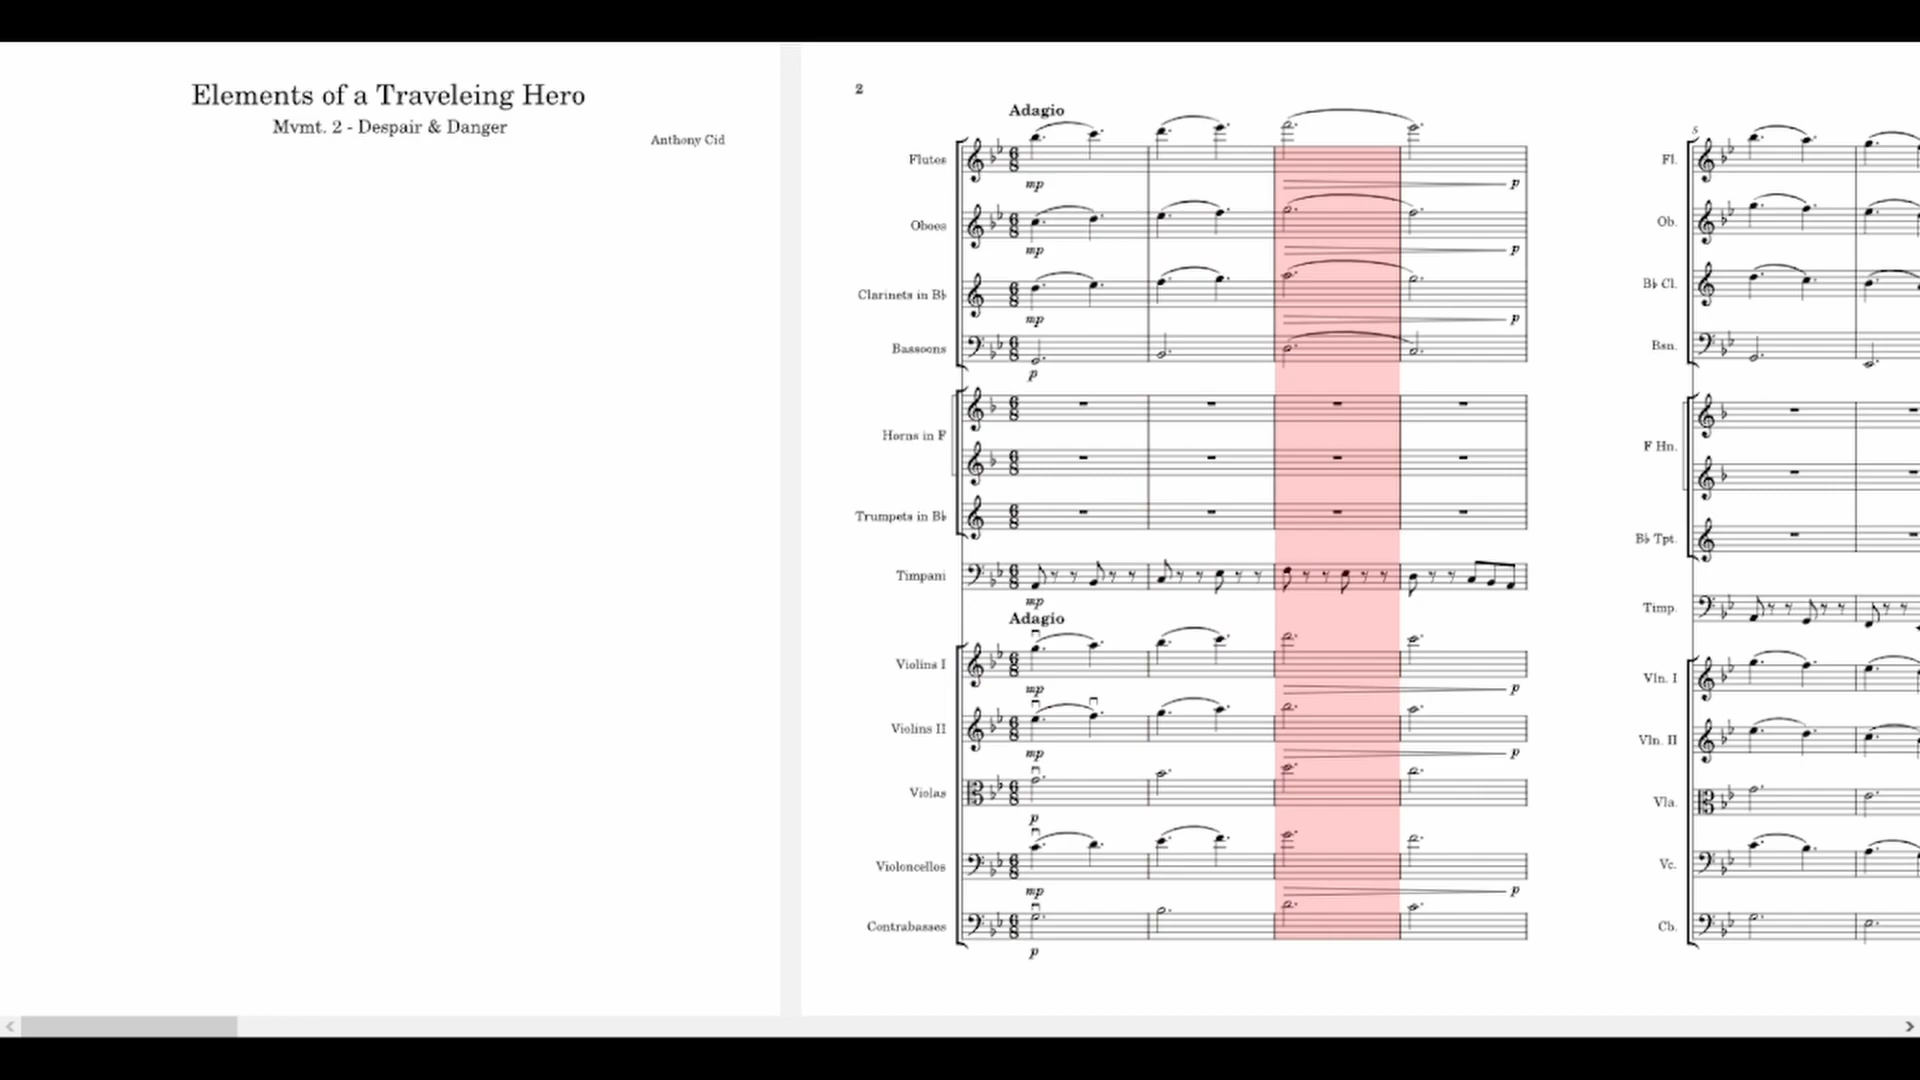 Elements of a Traveleing Hero
Mvmt. 2 - Despair & Danger
Anthony Cid
2
Adagio
5
Flutes
mp
p
Fl.
Oboes
mp
p
Ob.
Clarinets in B♭
mp
p
B♭ Cl.
Bassoons
p
Bsn.
Horns in F
F Hn.
Trumpets in B♭
B♭ Tpt.
Timpani
mp
Timp.
Adagio
Violins I
mp
p
Vln. I
Violins II
mp
p
Vln. II
Violas
p
Vla.
Violoncellos
mp
p
Vc.
Contrabasses
p
Cb.